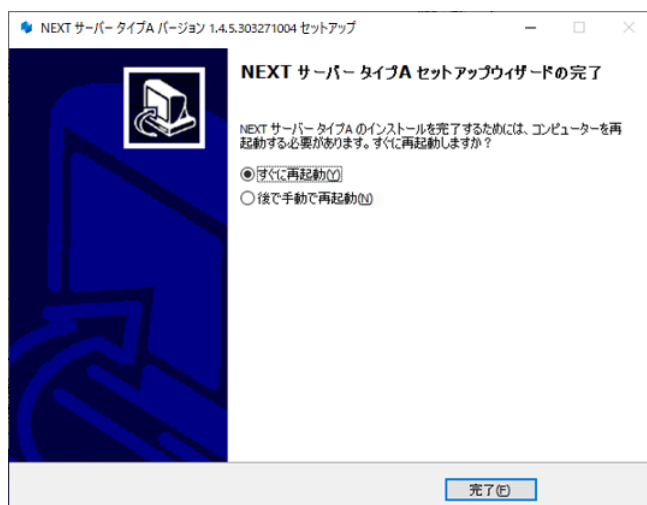 NEXT サーバー タイプA バージョン 1.4.5.303271004 セットアップ
NEXT サーバー タイプA セットアップウィザードの完了
NEXT サーバー タイプA のインストールを完了するためには、コンピューターを再
起動する必要があります。すぐに再起動しますか？
すぐに再起動(Y)
後で手動で再起動(N)
完了(F)